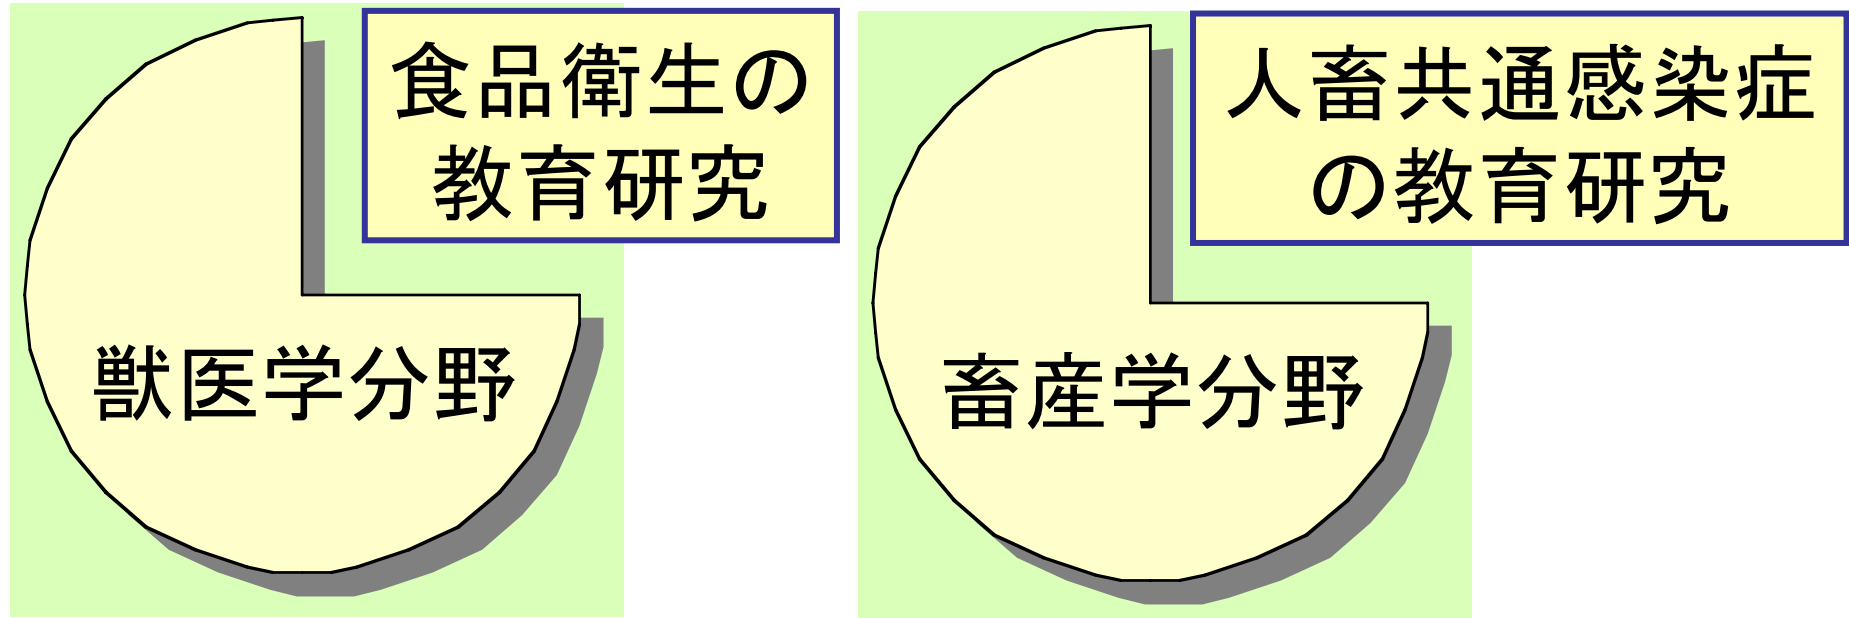 食品衛生の
教育研究
獣医学分野
人畜共通感染症
の教育研究
畜産学分野